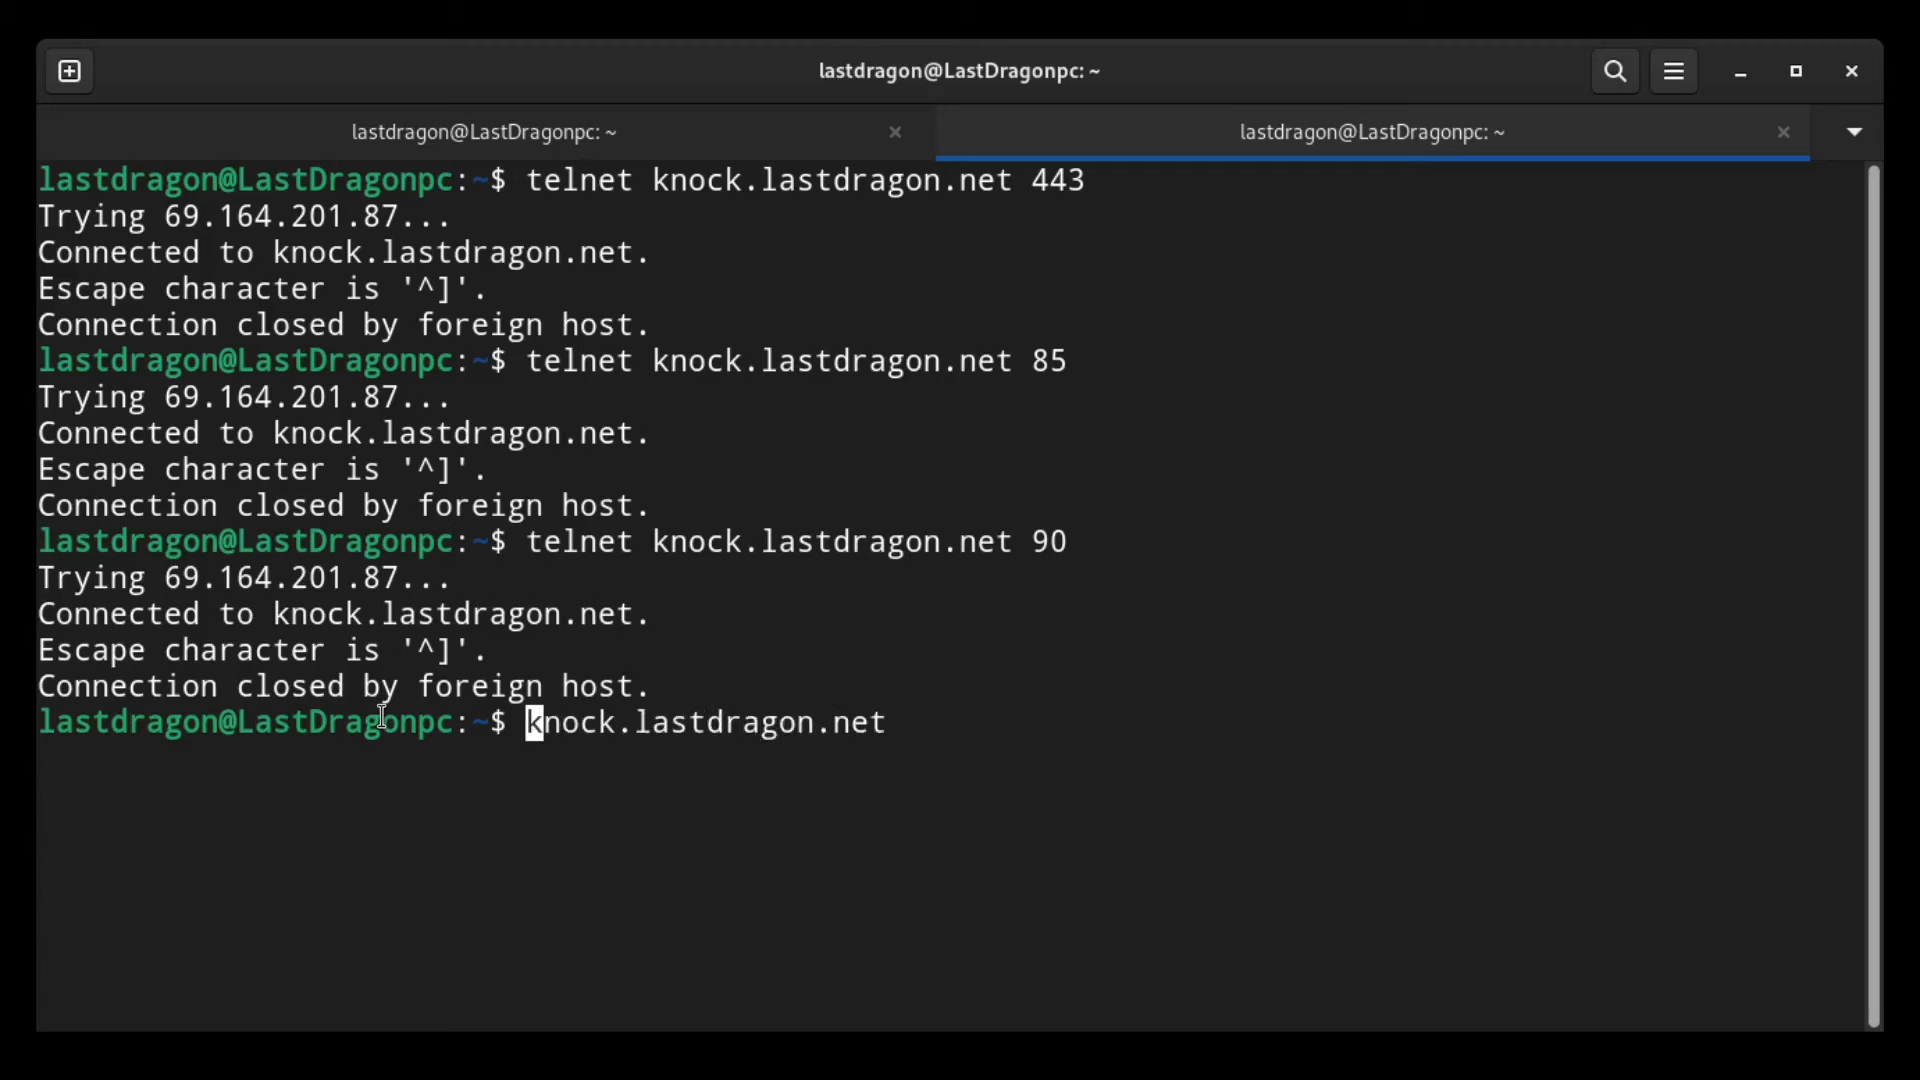 lastdragon@LastDragonpc: ~
lastdragon@LastDragonpc: ~
lastdragon@LastDragonpc: ~
lastdragon@LastDragonpc:~$ telnet knock.lastdragon.net 443
Trying 69.164.201.87...
Connected to knock.lastdragon.net.
Escape character is '^]'.
Connection closed by foreign host.
lastdragon@LastDragonpc:~$ telnet knock.lastdragon.net 85
Trying 69.164.201.87...
Connected to knock.lastdragon.net.
Escape character is '^]'.
Connection closed by foreign host.
lastdragon@LastDragonpc:~$ telnet knock.lastdragon.net 90
Trying 69.164.201.87...
Connected to knock.lastdragon.net.
Escape character is '^]'.
Connection closed by foreign host.
lastdragon@LastDragonpc:~$ knock.lastdragon.net